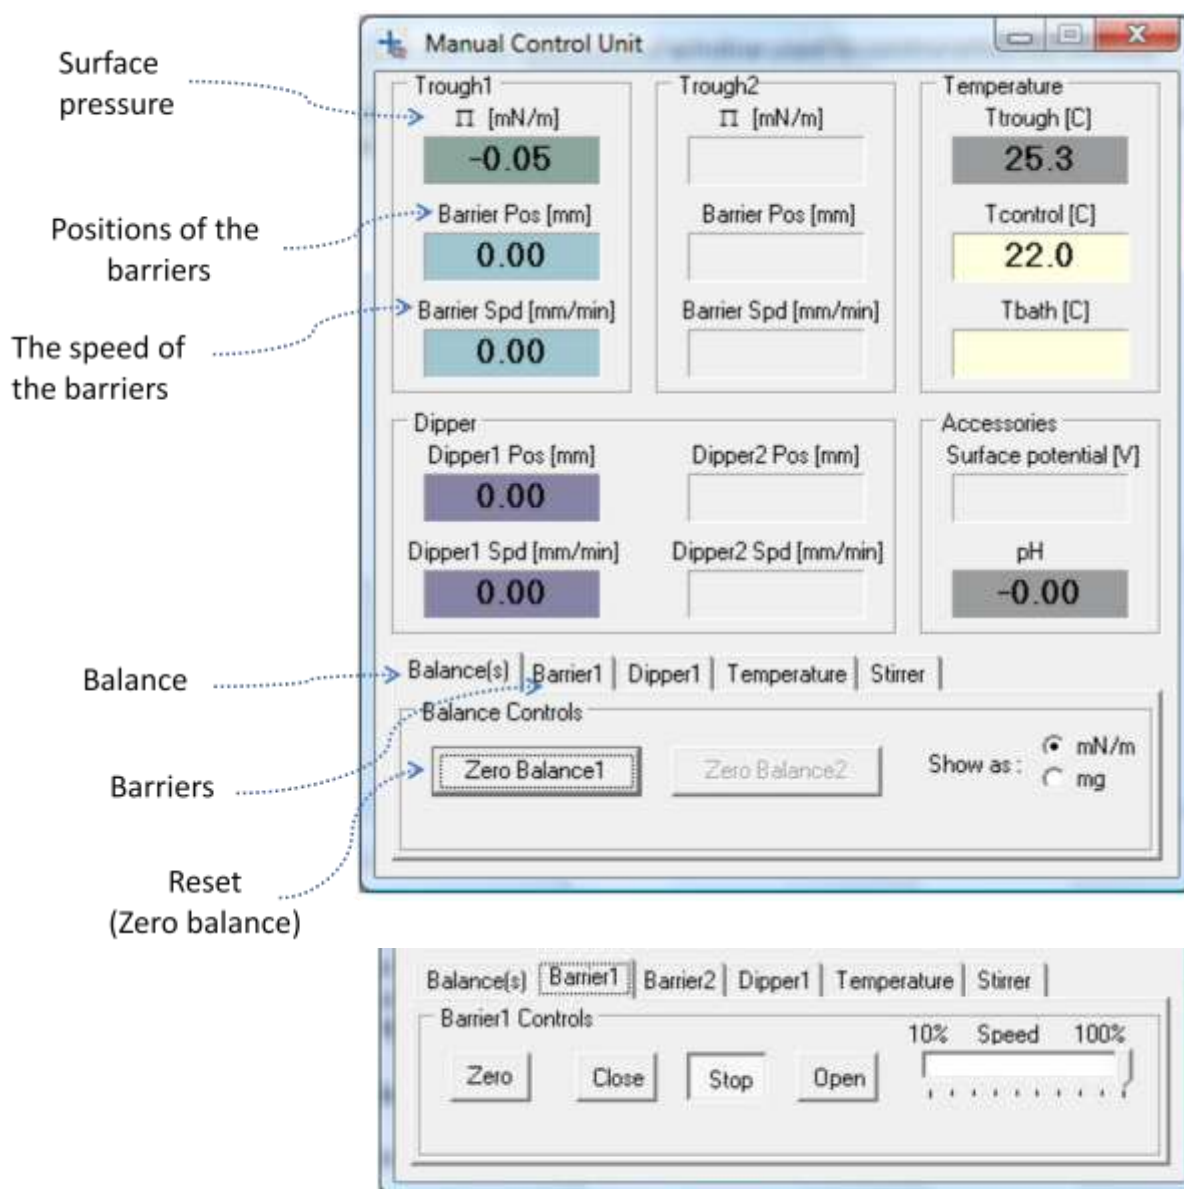 Manual Control Unit
Surface
pressure
Positions of the
barriers
The speed of
the barriers
Balance
Barriers
Reset
(Zero balance)
Trough1
Π [mN/m]
-0.05
Barrier Pos [mm]
0.00
Barrier Spd [mm/min]
0.00
Trough2
Π [mN/m]
Barrier Pos [mm]
Barrier Spd [mm/min]
Temperature
Ttrough [C]
25.3
Tcontrol [C]
22.0
Tbath [C]
Dipper
Dipper1 Pos [mm]
0.00
Dipper1 Spd [mm/min]
0.00
Dipper2 Pos [mm]
Dipper2 Spd [mm/min]
Accessories
Surface potential [V]
pH
-0.00
Balance(s) Barrier1 Dipper1 Temperature Stirrer
Balance Controls
Zero Balance1 Zero Balance2 Show as : mN/m
mg
Balance(s) Barrier1 Barrier2 Dipper1 Temperature Stirrer
Barrier1 Controls
10% Speed 100%
Zero Close Stop Open